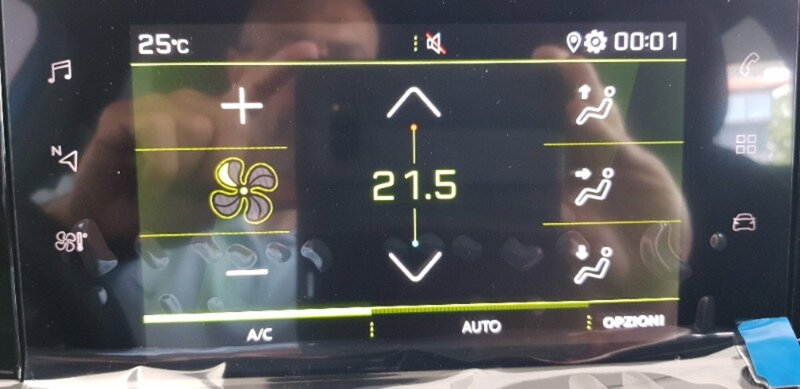 25°C 00:01
N
21.5
A/C AUTO OPZIONI